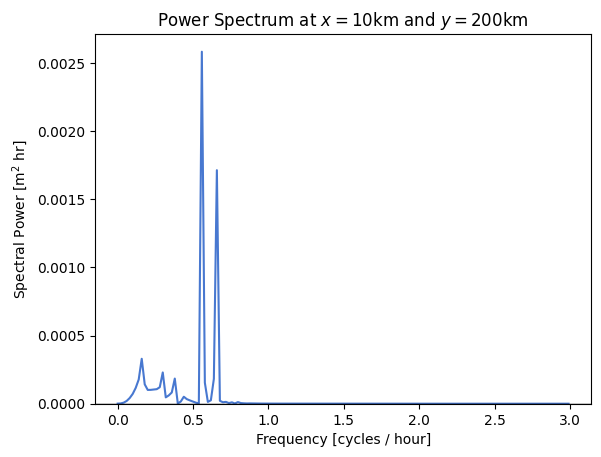 Power Spectrum at x = 10km and y = 200km
Spectral Power [m² hr]
0.0025
0.0020
0.0015
0.0010
0.0005
0.0000
0.0 0.5 1.0 1.5 2.0 2.5 3.0
Frequency [cycles / hour]